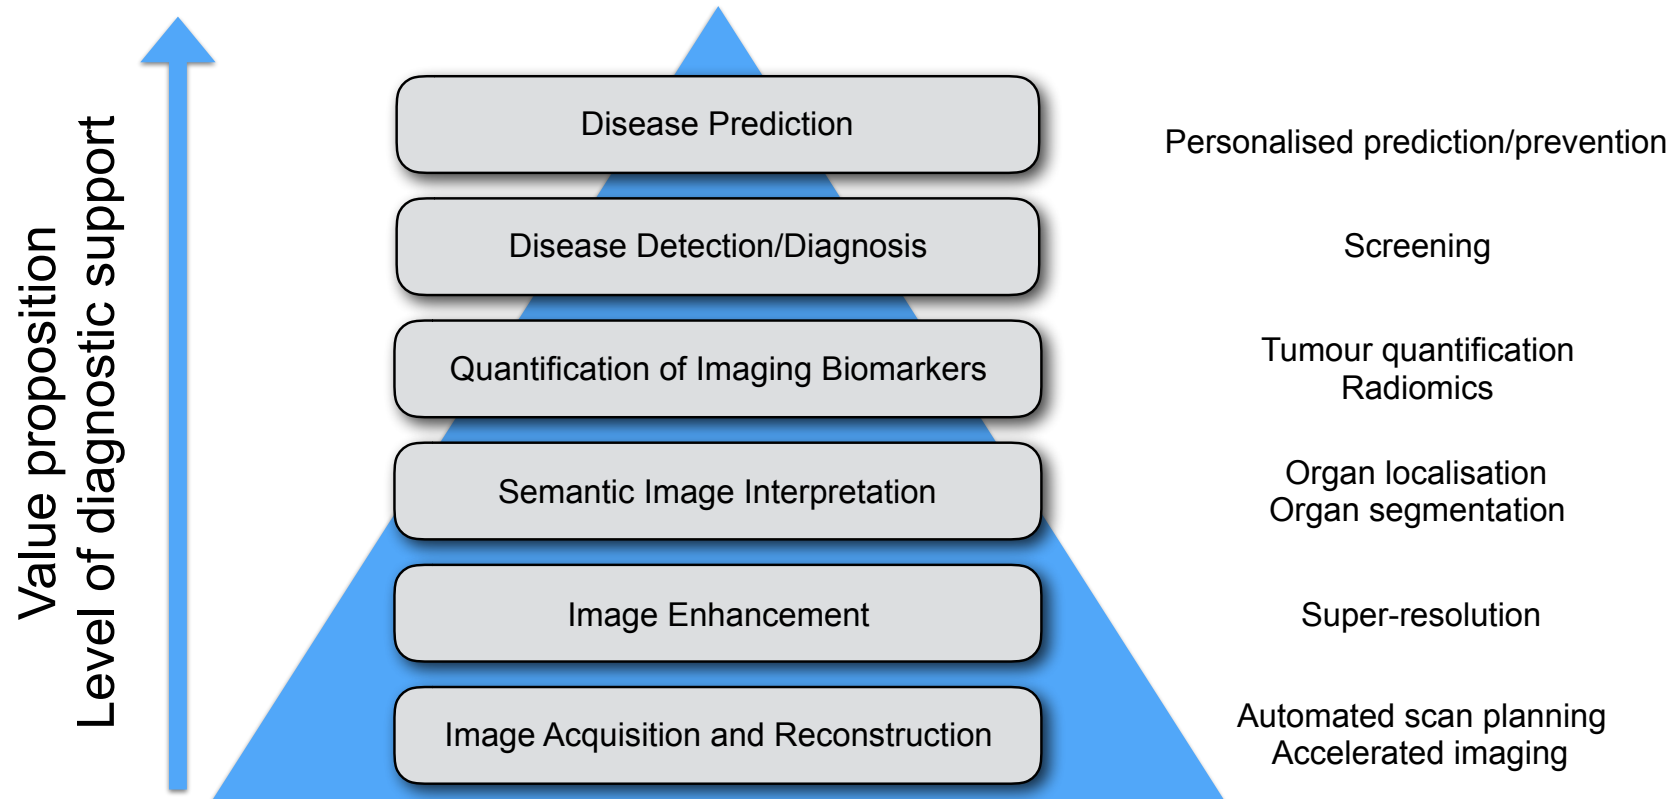 Value proposition
Level of diagnostic support
Disease Prediction
Personalised prediction/prevention
Disease Detection/Diagnosis
Screening
Quantification of Imaging Biomarkers
Tumour quantification
Radiomics
Semantic Image Interpretation
Organ localisation
Organ segmentation
Image Enhancement
Super-resolution
Image Acquisition and Reconstruction
Automated scan planning
Accelerated imaging